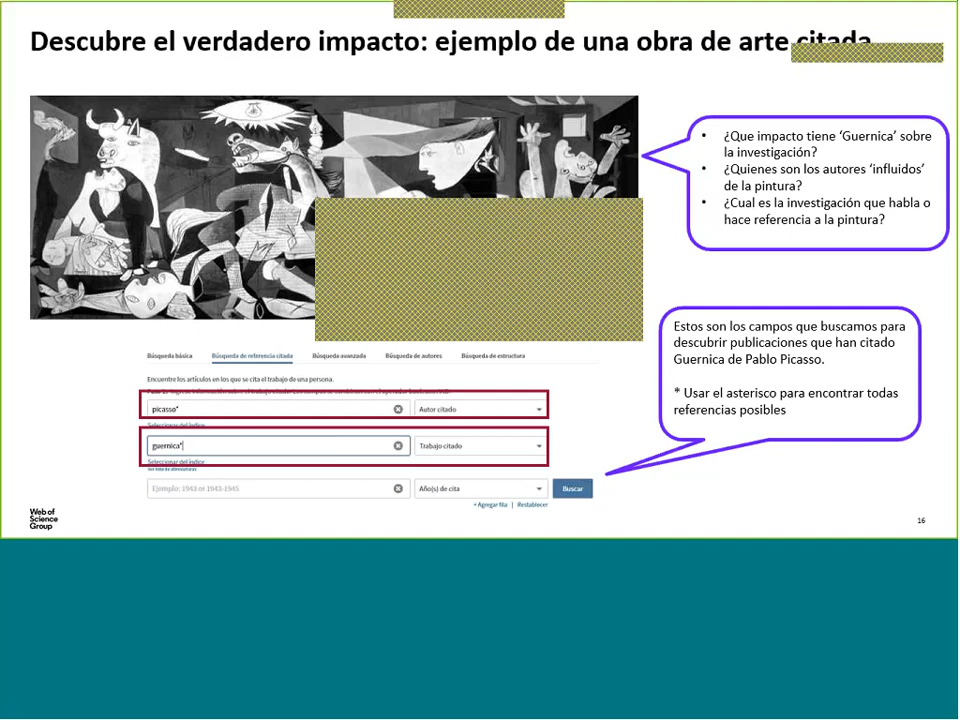 Descubre el verdadero impacto: ejemplo de una obra de arte citada
• ¿Que impacto tiene ‘Guernica’ sobre
la investigación?
• ¿Quienes son los autores ‘influidos’
de la pintura?
• ¿Cual es la investigación que habla o
hace referencia a la pintura?
Estos son los campos que buscamos para
descubrir publicaciones que han citado
Guernica de Pablo Picasso.
* Usar el asterisco para encontrar todas
referencias posibles
Búsqueda básica Búsqueda de referencia citada Búsqueda avanzada Búsqueda de autores Búsqueda de estructura
Encuentre los artículos en los que se cita el trabajo de una persona.
picasso* Autor citado
Seleccionar del índice
guernica* Trabajo citado
Seleccionar del índice
Ejemplo: 1943 or 1943-1945 Año(s) de cita Buscar
+ Agregar fila | Restablecer
Web of
Science
Group
16